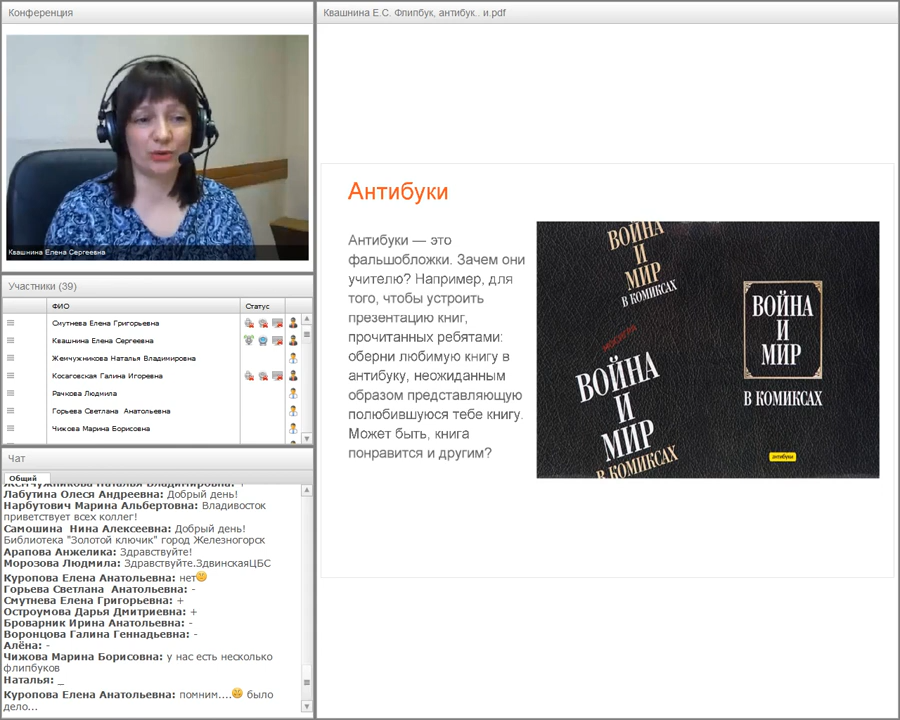 Конференция
Квашнина Елена Сергеевна
Участники (39)
ФИО Статус
Смутнева Елена Григорьевна
Квашнина Елена Сергеевна
Жемчужникова Наталья Владимировна
Косаговская Галина Игоревна
Рачкова Людмила
Горьева Светлана Анатольевна
Чижова Марина Борисовна
Чат
Общий
Жемчужникова Наталья Владимировна: +
Лабутина Олеся Андреевна: Добрый день!
Нарбутович Марина Альбертовна: Владивосток
приветствует всех коллег!
Самошина Нина Алексеевна: Добрый день!
Библиотека "Золотой ключик" город Железногорск
Арапова Анжелика: Здравствуйте!
Морозова Людмила: Здравствуйте.ЗдвинскаяЦБС
Куропова Елена Анатольевна: нет
Горьева Светлана Анатольевна: -
Смутнева Елена Григорьевна: +
Остроумова Дарья Дмитриевна: +
Броварник Ирина Анатольевна: -
Воронцова Галина Геннадьевна: -
Алёна: -
Чижова Марина Борисовна: у нас есть несколько
флипбуков
Наталья: _
Куропова Елена Анатольевна: помним.... было
дело...
Квашнина Е.С. Флипбук, антибук.. и.pdf
Антибуки
Антибуки — это
фальшобложки. Зачем они
учителю? Например, для
того, чтобы устроить
презентацию книг,
прочитанных ребятами:
оберни любимую книгу в
антибуку, неожиданным
образом представляющую
полюбившуюся тебе книгу.
Может быть, книга
понравится и другим?
ВОЙНА
И
МИР
В КОМИКСАХ
ВОЙНА
И
МИР
В КОМИКСАХ
ВОЙНА
И
МИР
В КОМИКСАХ
антибуки